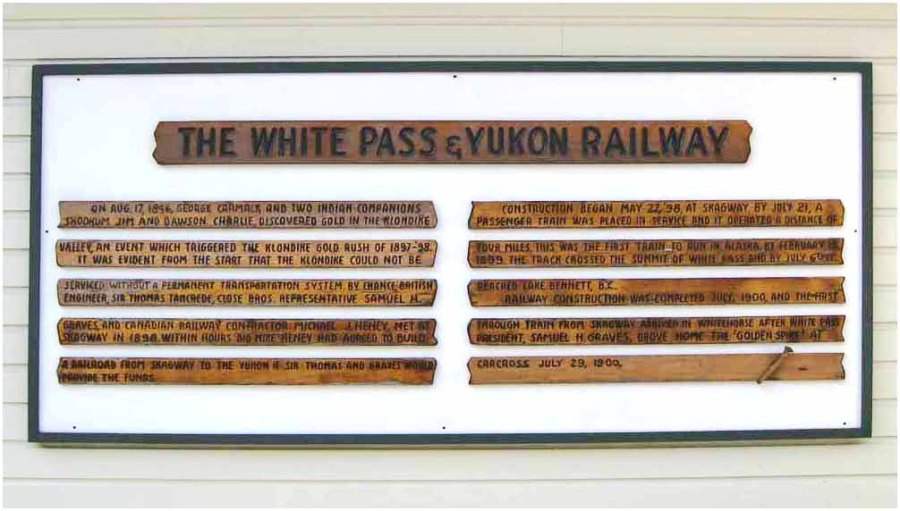 THE WHITE PASS & YUKON RAILWAY
ON AUG. 17, 1896, GEORGE CARMACK AND TWO INDIAN COMPANIONS
SKOOKUM JIM AND DAWSON CHARLIE, DISCOVERED GOLD IN THE KLONDIKE
VALLEY, AN EVENT WHICH TRIGGERED THE KLONDIKE GOLD RUSH OF 1897-98.
IT WAS EVIDENT FROM THE START THAT THE KLONDIKE COULD NOT BE
SERVICED WITHOUT A PERMANENT TRANSPORTATION SYSTEM. BY CHANCE, BRITISH
ENGINEER, SIR THOMAS TANCREDE, CLOSE BROS. REPRESENTATIVE SAMUEL H.
GRAVES, AND CANADIAN RAILWAY CONTRACTOR MICHAEL J. HENEY, MET AT
SKAGWAY IN 1898. WITHIN HOURS BIG MIKE HENEY HAD AGREED TO BUILD
A RAILROAD FROM SKAGWAY TO THE YUKON IF SIR THOMAS AND GRAVES WOULD
PROVIDE THE FUNDS.
CONSTRUCTION BEGAN MAY 27, '98, AT SKAGWAY. BY JULY 21, A
PASSENGER TRAIN WAS PLACED IN SERVICE AND IT OPERATED A DISTANCE OF
FOUR MILES. THIS WAS THE FIRST TRAIN TO RUN IN ALASKA. BY FEBRUARY
1899 THE TRACK CROSSED THE SUMMIT OF WHITE PASS AND BY JULY 6TH
REACHED LAKE BENNETT, B.C.
RAILWAY CONSTRUCTION WAS COMPLETED JULY, 1900, AND THE FIRST
THROUGH TRAIN FROM SKAGWAY ARRIVED IN WHITEHORSE AFTER WHITE PASS
PRESIDENT, SAMUEL H. GRAVES, DROVE HOME THE "GOLDEN SPIKE" AT
CARCROSS JULY 29, 1900.